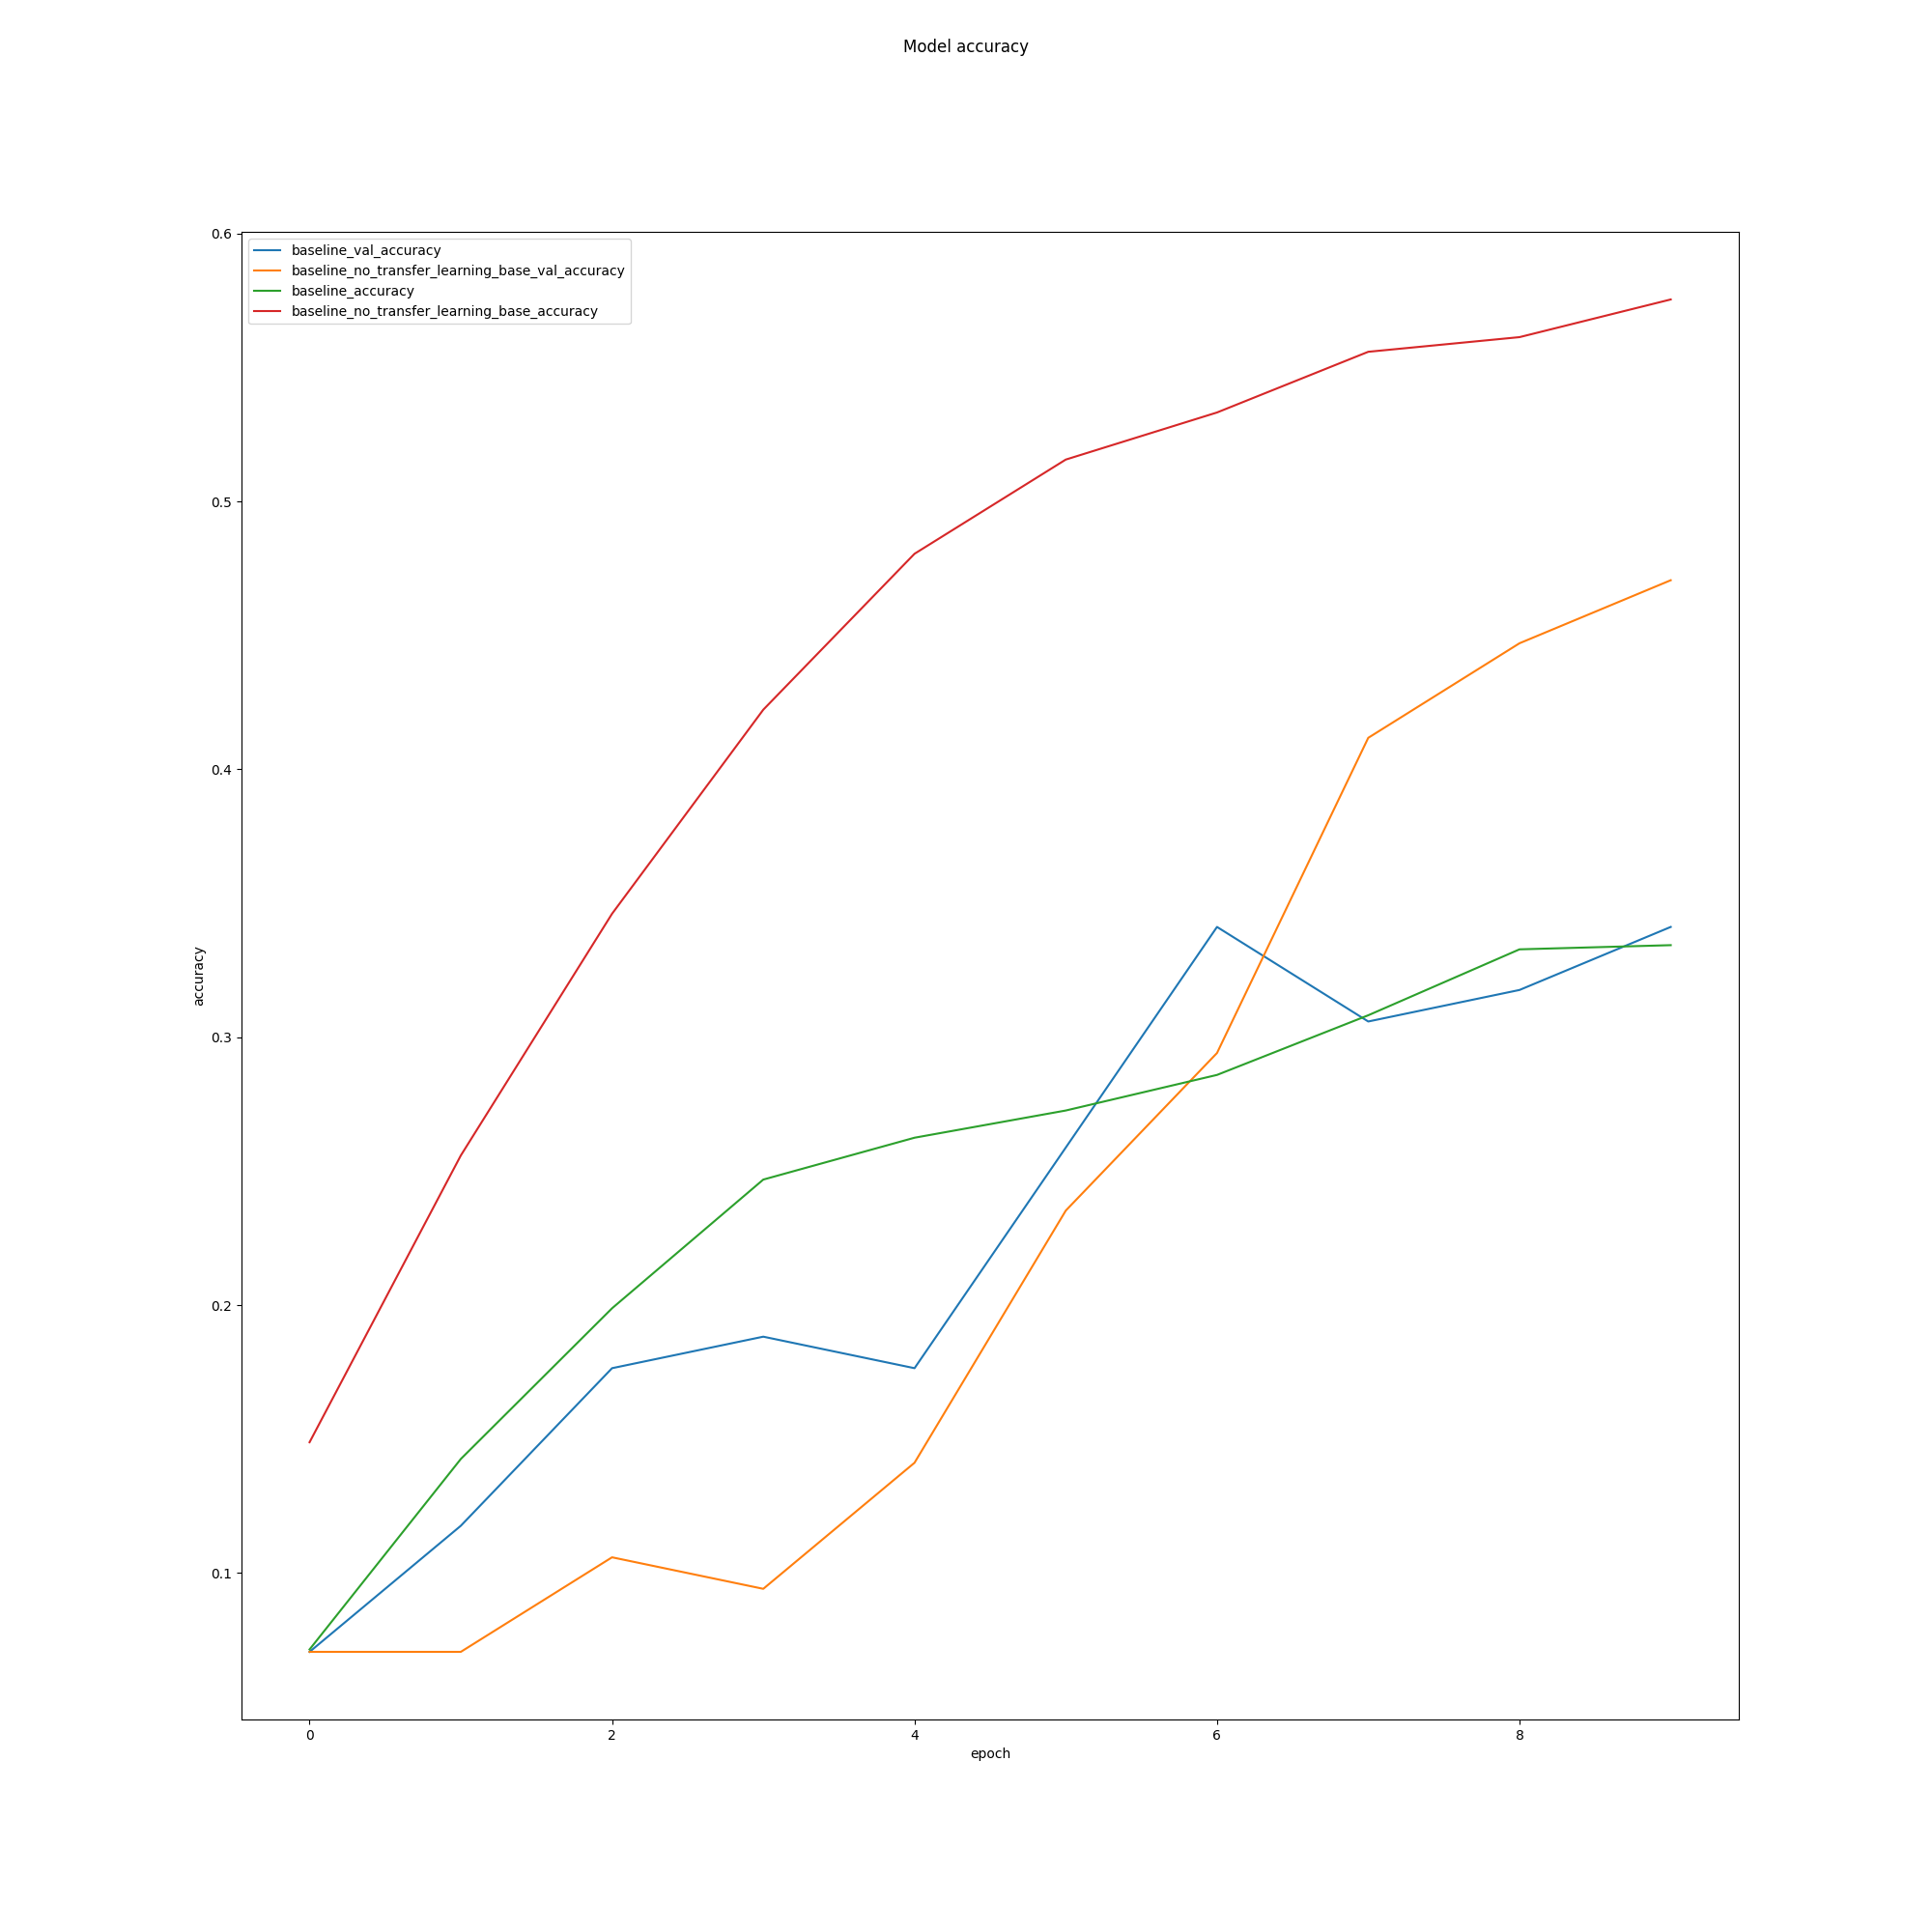 Model accuracy
baseline_val_accuracy
baseline_no_transfer_learning_base_val_accuracy
baseline_accuracy
baseline_no_transfer_learning_base_accuracy
0.6
0.5
0.4
0.3
0.2
0.1
accuracy
0 2 4 6 8
epoch